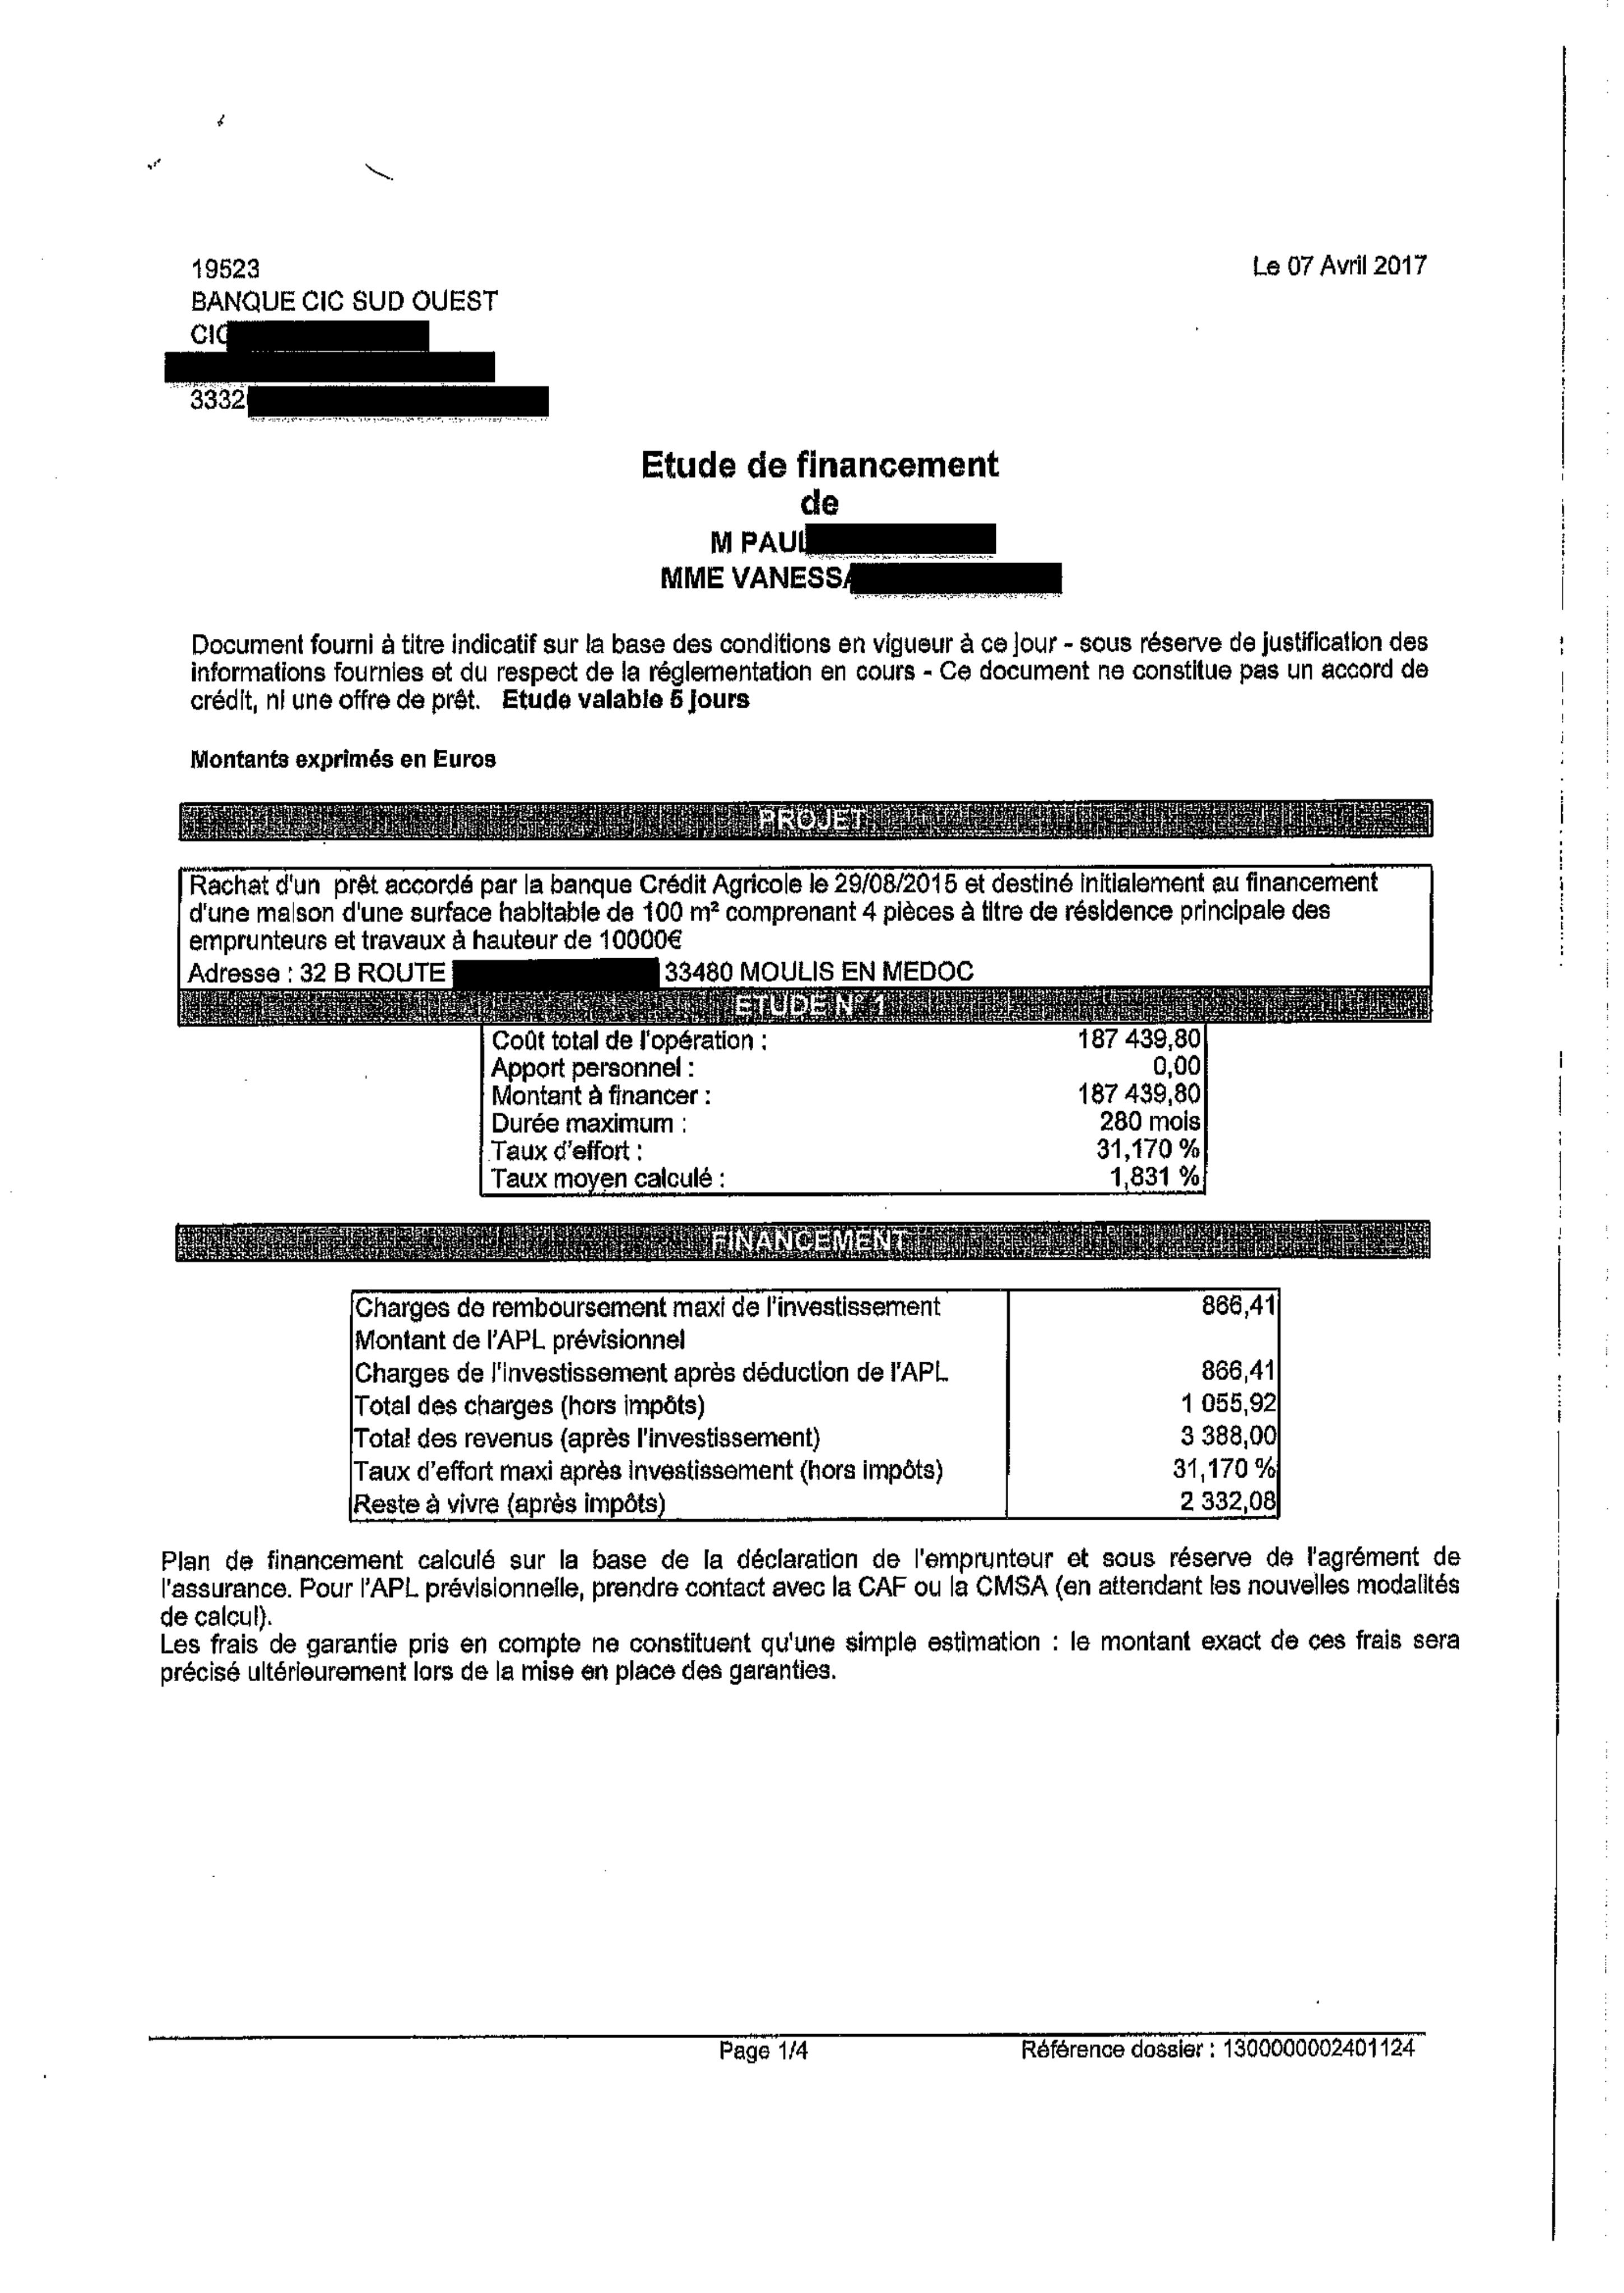 19523
Le 07 Avril 2017
BANQUE CIC SUD OUEST
CIC
3332
Etude de financement
de
M PAUL
MME VANESSA
Document fourni à titre indicatif sur la base des conditions en vigueur à ce jour - sous réserve de justification des
informations fournies et du respect de la réglementation en cours - Ce document ne constitue pas un accord de
crédit, ni une offre de prêt. Etude valable 5 jours
Montants exprimés en Euros
PROJET
Rachat d'un prêt accordé par la banque Crédit Agricole le 29/08/2015 et destiné initialement au financement
d'une maison d'une surface habitable de 100 m² comprenant 4 pièces à titre de résidence principale des
emprunteurs et travaux à hauteur de 10000€
Adresse : 32 B ROUTE 33480 MOULIS EN MEDOC
ETUDE N° 1
Coût total de l'opération : 187 439,80
Apport personnel : 0,00
Montant à financer : 187 439,80
Durée maximum : 280 mois
Taux d'effort : 31,170 %
Taux moyen calculé : 1,831 %
FINANCEMENT
Charges de remboursement maxi de l'investissement 866,41
Montant de l'APL prévisionnel
Charges de l'investissement après déduction de l'APL 866,41
Total des charges (hors impôts) 1 055,92
Total des revenus (après l'investissement) 3 388,00
Taux d'effort maxi après investissement (hors impôts) 31,170 %
Reste à vivre (après impôts) 2 332,08
Plan de financement calculé sur la base de la déclaration de l'emprunteur et sous réserve de l'agrément de
l'assurance. Pour l'APL prévisionnelle, prendre contact avec la CAF ou la CMSA (en attendant les nouvelles modalités
de calcul).
Les frais de garantie pris en compte ne constituent qu'une simple estimation : le montant exact de ces frais sera
précisé ultérieurement lors de la mise en place des garanties.
Page 1/4
Référence dossier : 1300000002401124